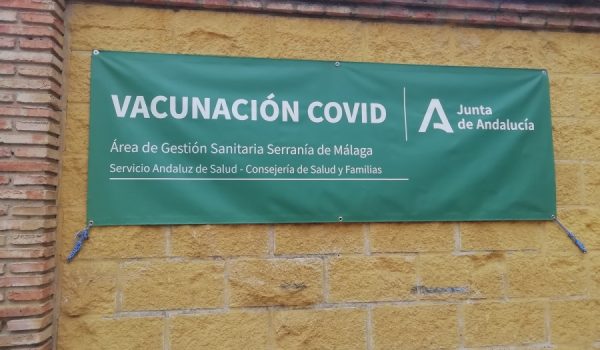 VACUNACIÓN COVID
Área de Gestión Sanitaria Serranía de Málaga
Servicio Andaluz de Salud - Consejería de Salud y Familias
Junta
de Andalucía